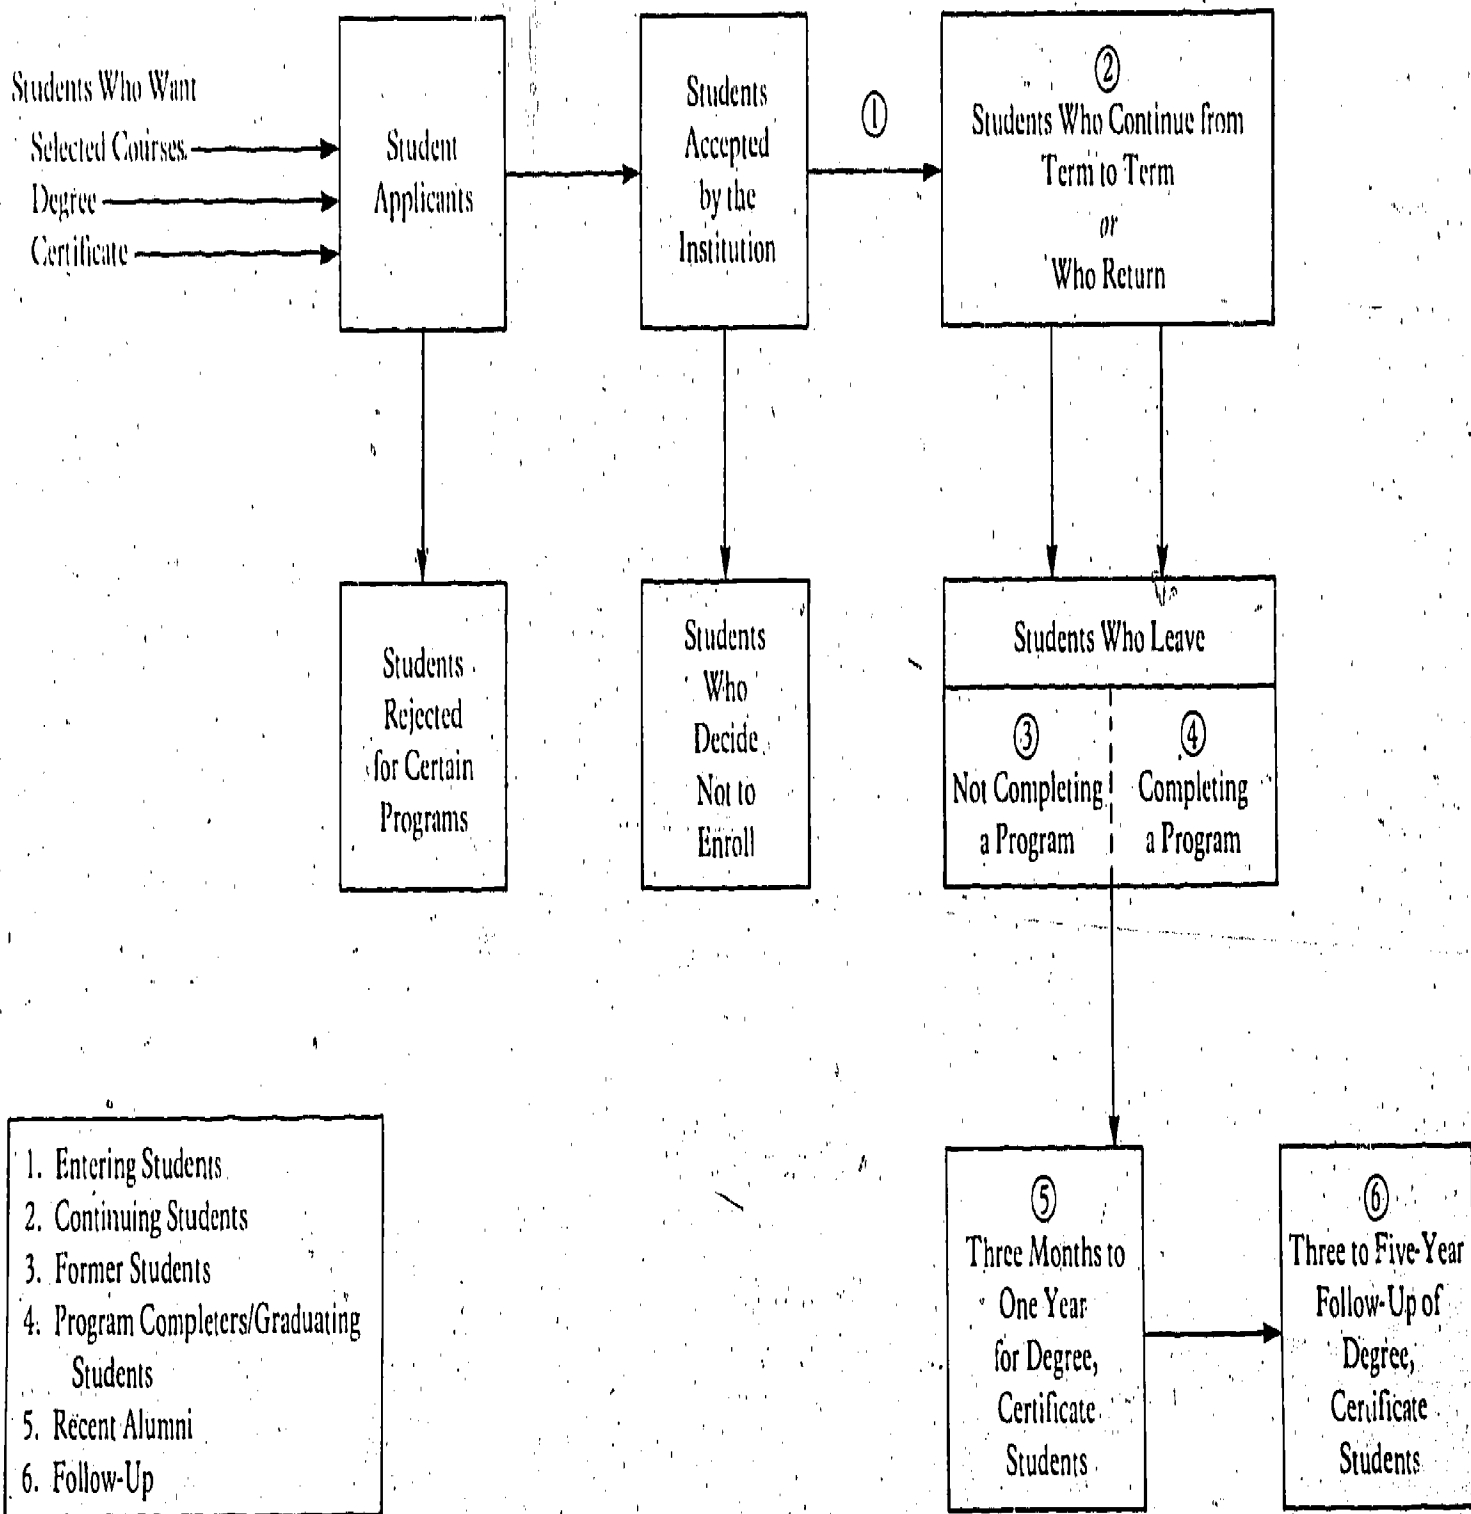 Students Who Want
Selected Courses
Degree
Certificate
Student
Applicants
Students
Accepted
by the
Institution
①
②
Students Who Continue from
Term to Term
or
Who Return
Students
Rejected
for Certain
Programs
Students
Who
Decide
Not to
Enroll
Students Who Leave
③
Not Completing
a Program
④
Completing
a Program
1. Entering Students
2. Continuing Students
3. Former Students
4. Program Completers/Graduating
Students
5. Recent Alumni
6. Follow-Up
⑤
Three Months to
One Year
for Degree,
Certificate
Students
⑥
Three to Five-Year
Follow-Up of
Degree,
Certificate
Students